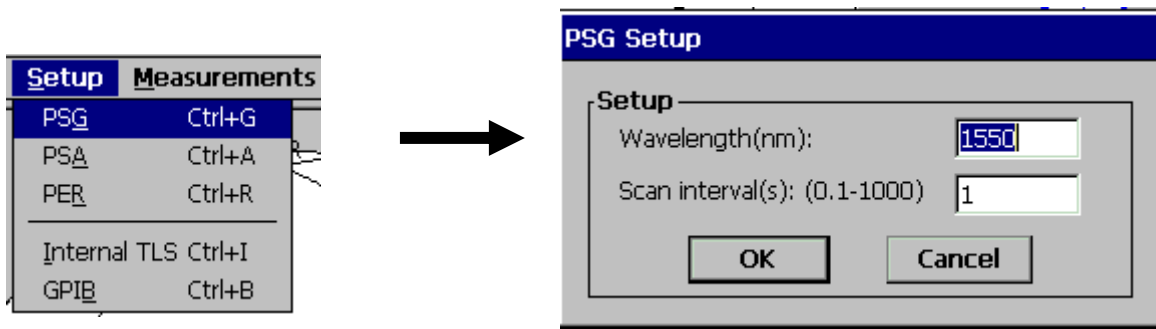 Setup Measurements
PSG Ctrl+G
PSA Ctrl+A
PER Ctrl+R
Internal TLS Ctrl+I
GPIB Ctrl+B
PSG Setup
Setup
Wavelength(nm): 1550
Scan interval(s): (0.1-1000) 1
OK Cancel